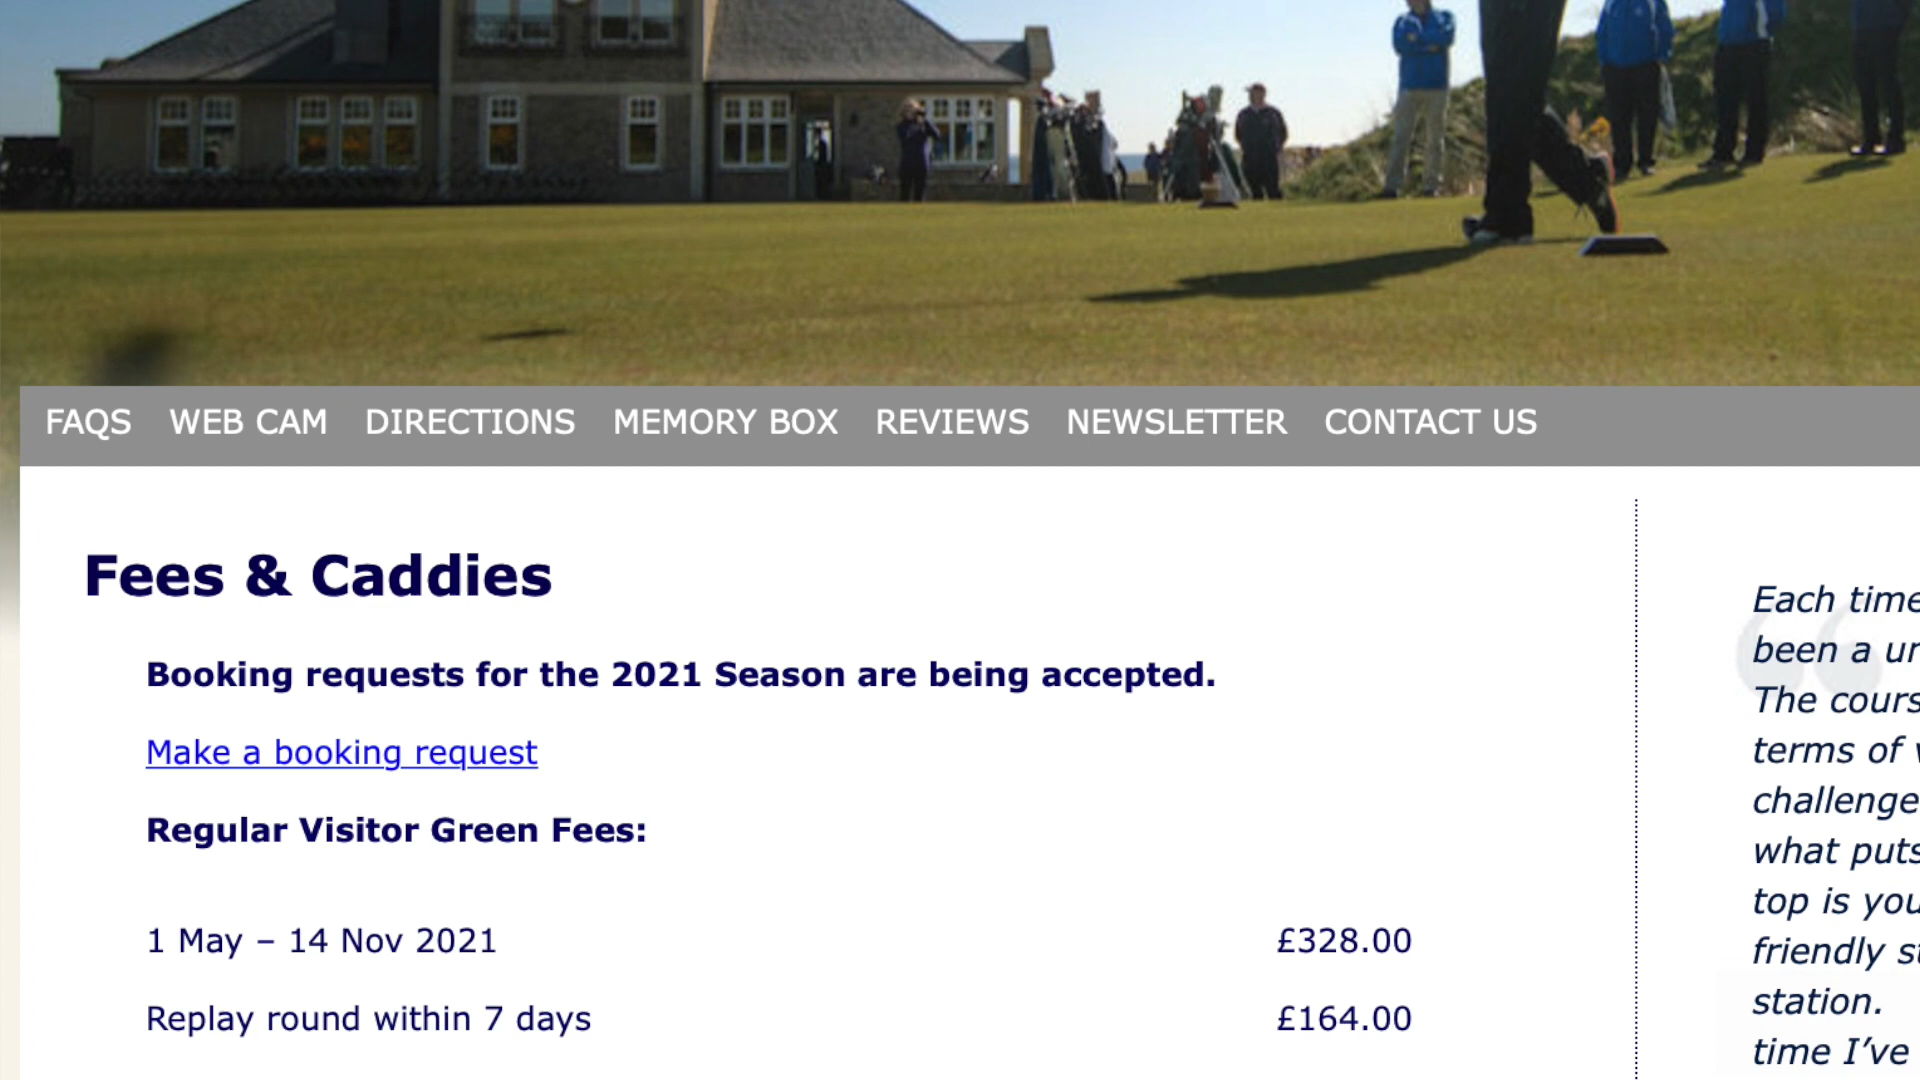 FAQS WEB CAM DIRECTIONS MEMORY BOX REVIEWS NEWSLETTER CONTACT US
Fees & Caddies
Booking requests for the 2021 Season are being accepted.
Make a booking request
Regular Visitor Green Fees:
1 May – 14 Nov 2021 £328.00
Replay round within 7 days £164.00
Each time
been a
The
terms of
challenge
what puts
top is
friendly
station.
time I’ve